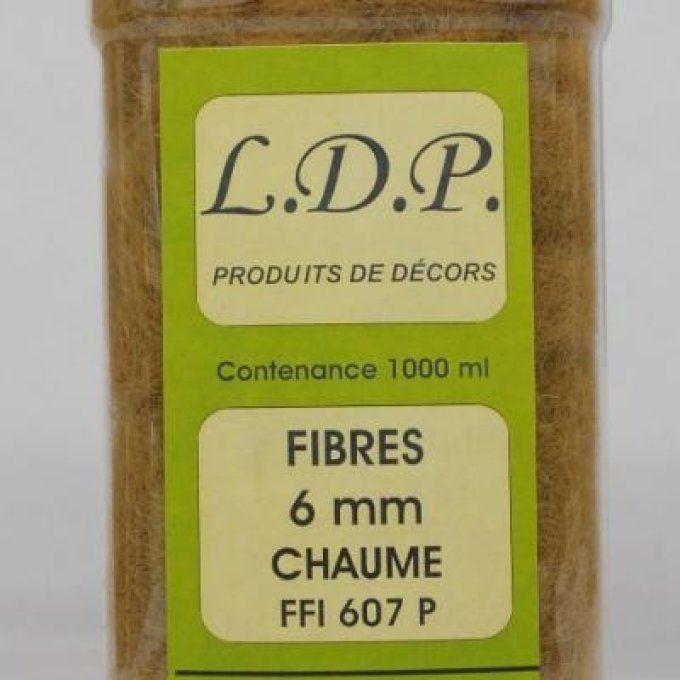 L.D.P.
PRODUITS DE DÉCORS
Contenance 1000 ml
FIBRES
6 mm
CHAUME
FFI 607 P